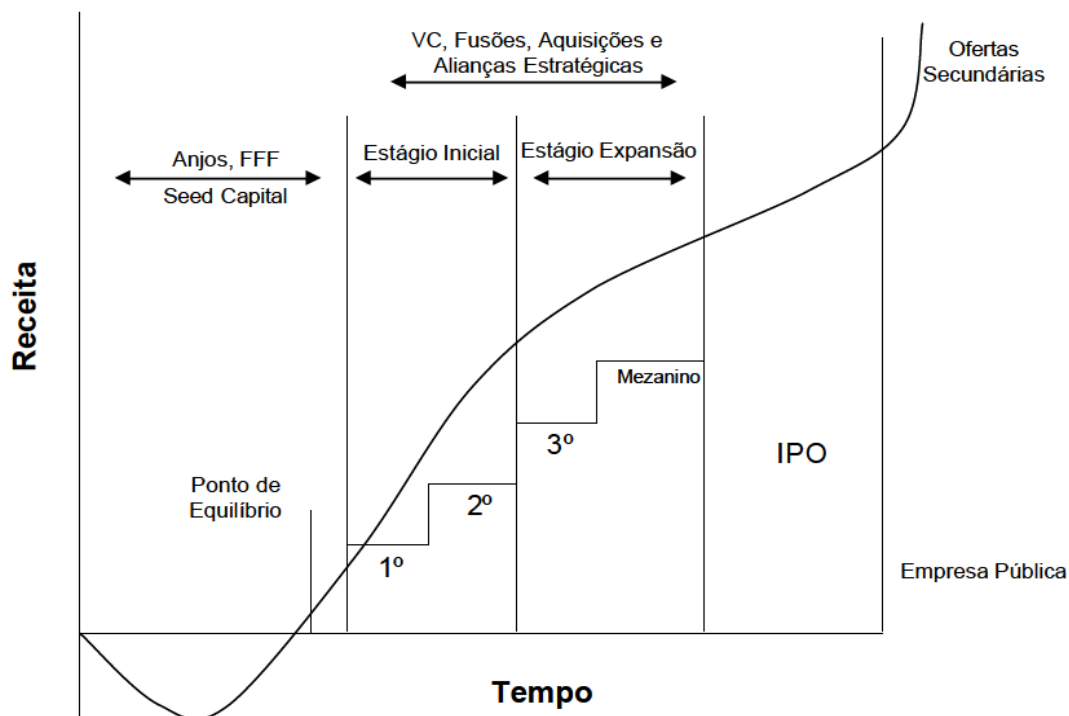 VC, Fusões, Aquisições e
Alianças Estratégicas
Ofertas
Secundárias
Anjos, FFF
Seed Capital
Estágio Inicial
Estágio Expansão
Receita
Mezanino
3º
IPO
Ponto de
Equilíbrio
2º
1º
Empresa Pública
Tempo